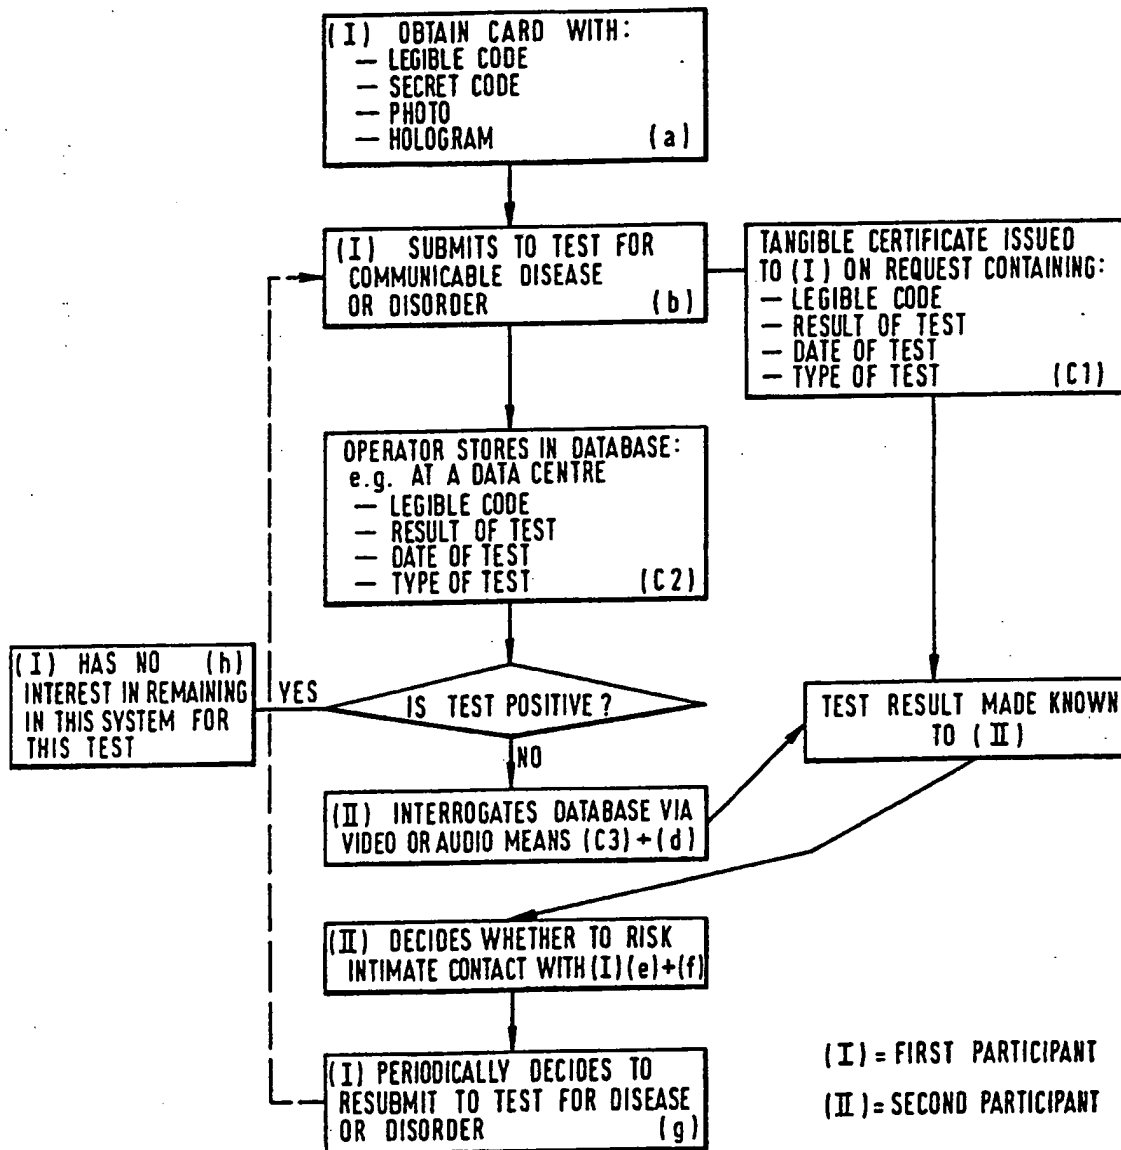 (I) OBTAIN CARD WITH:
— LEGIBLE CODE
— SECRET CODE
— PHOTO
— HOLOGRAM (a)
(I) SUBMITS TO TEST FOR
COMMUNICABLE DISEASE
OR DISORDER (b)
TANGIBLE CERTIFICATE ISSUED
TO (I) ON REQUEST CONTAINING:
— LEGIBLE CODE
— RESULT OF TEST
— DATE OF TEST
— TYPE OF TEST (C1)
OPERATOR STORES IN DATABASE:
e.g. AT A DATA CENTRE
— LEGIBLE CODE
— RESULT OF TEST
— DATE OF TEST
— TYPE OF TEST (C2)
(I) HAS NO (h)
INTEREST IN REMAINING
IN THIS SYSTEM FOR
THIS TEST
YES
IS TEST POSITIVE?
NO
TEST RESULT MADE KNOWN
TO (II)
(II) INTERROGATES DATABASE VIA
VIDEO OR AUDIO MEANS (C3)+(d)
(II) DECIDES WHETHER TO RISK
INTIMATE CONTACT WITH (I)(e)+(f)
(I) PERIODICALLY DECIDES TO
RESUBMIT TO TEST FOR DISEASE
OR DISORDER (g)
(I) = FIRST PARTICIPANT
(II) = SECOND PARTICIPANT